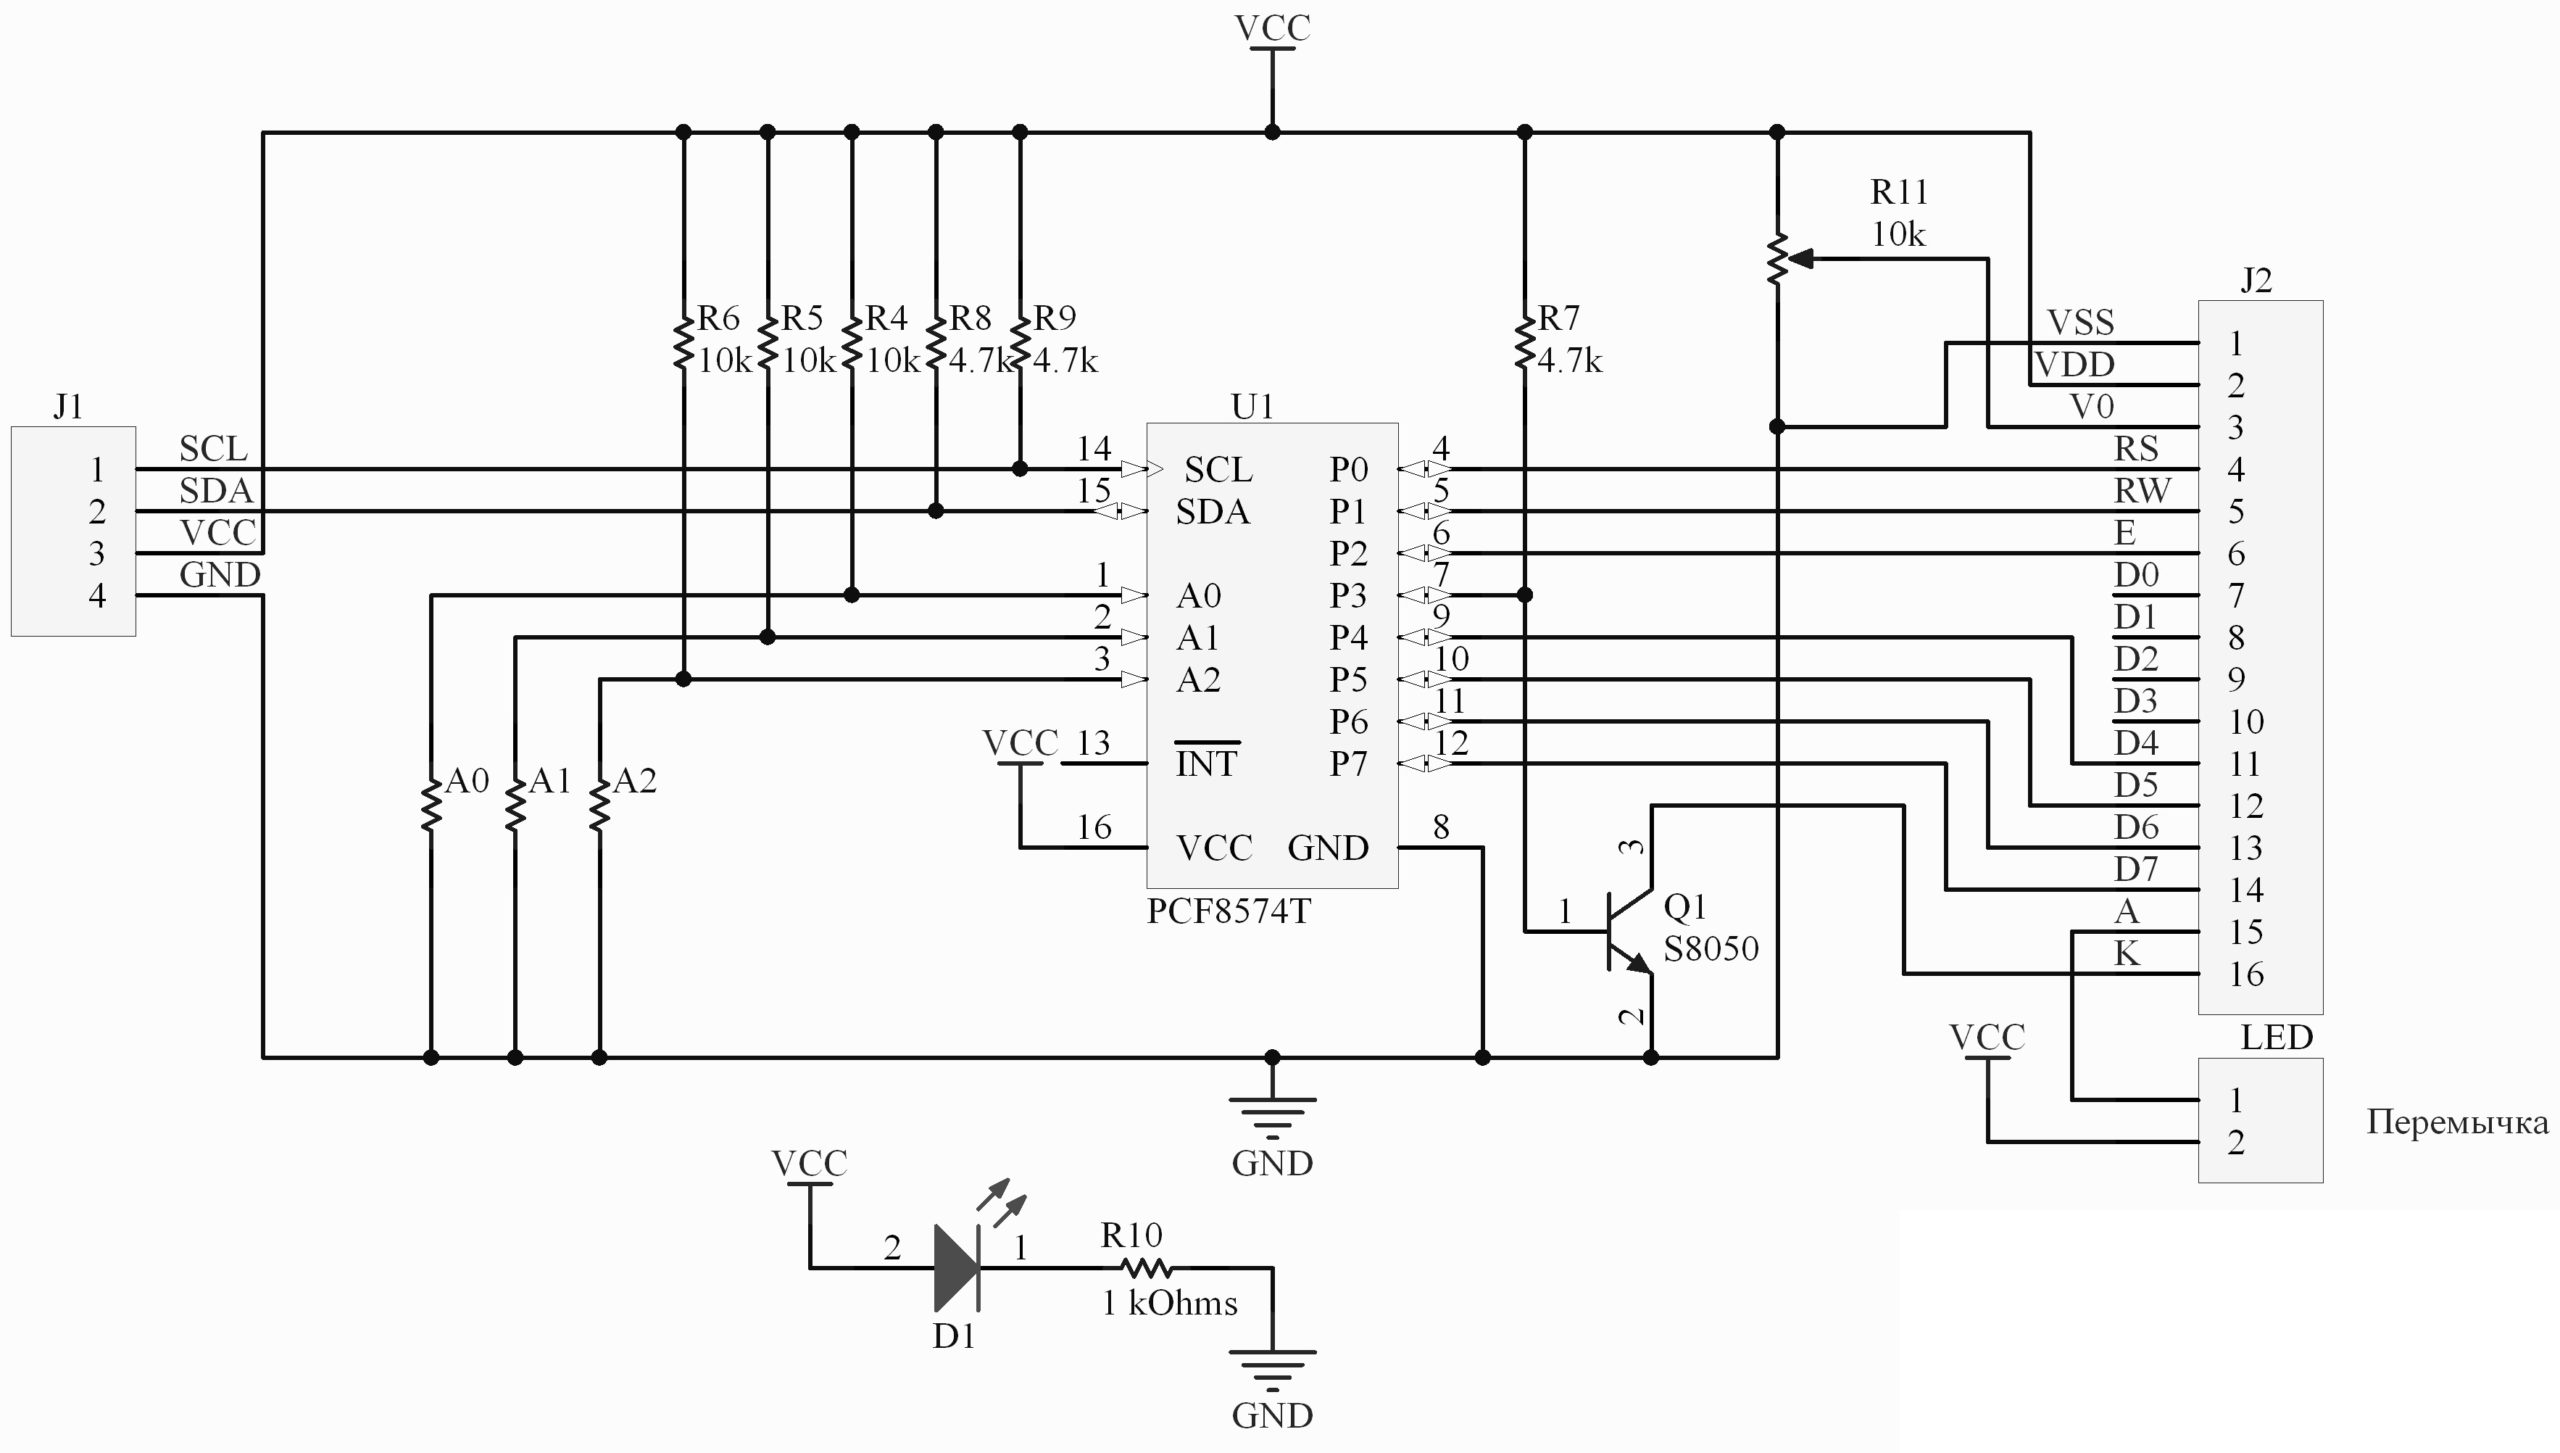 VCC
R11
10k
J2
R6
10k
R5
10k
R4
10k
R8
4.7k
R9
4.7k
R7
4.7k
J1
1
2
3
4
SCL
SDA
VCC
GND
U1
14
15
1
2
3
13
16
SCL
SDA
A0
A1
A2
INT
VCC
P0
P1
P2
P3
P4
P5
P6
P7
GND
4
5
6
7
9
10
11
12
8
PCF8574T
VCC
A0
A1
A2
1
3
2
Q1
S8050
VSS
VDD
V0
RS
RW
E
D0
D1
D2
D3
D4
D5
D6
D7
A
K
1
2
3
4
5
6
7
8
9
10
11
12
13
14
15
16
LED
VCC
1
2
Перемычка
GND
VCC
2
1
D1
R10
1 kOhms
GND